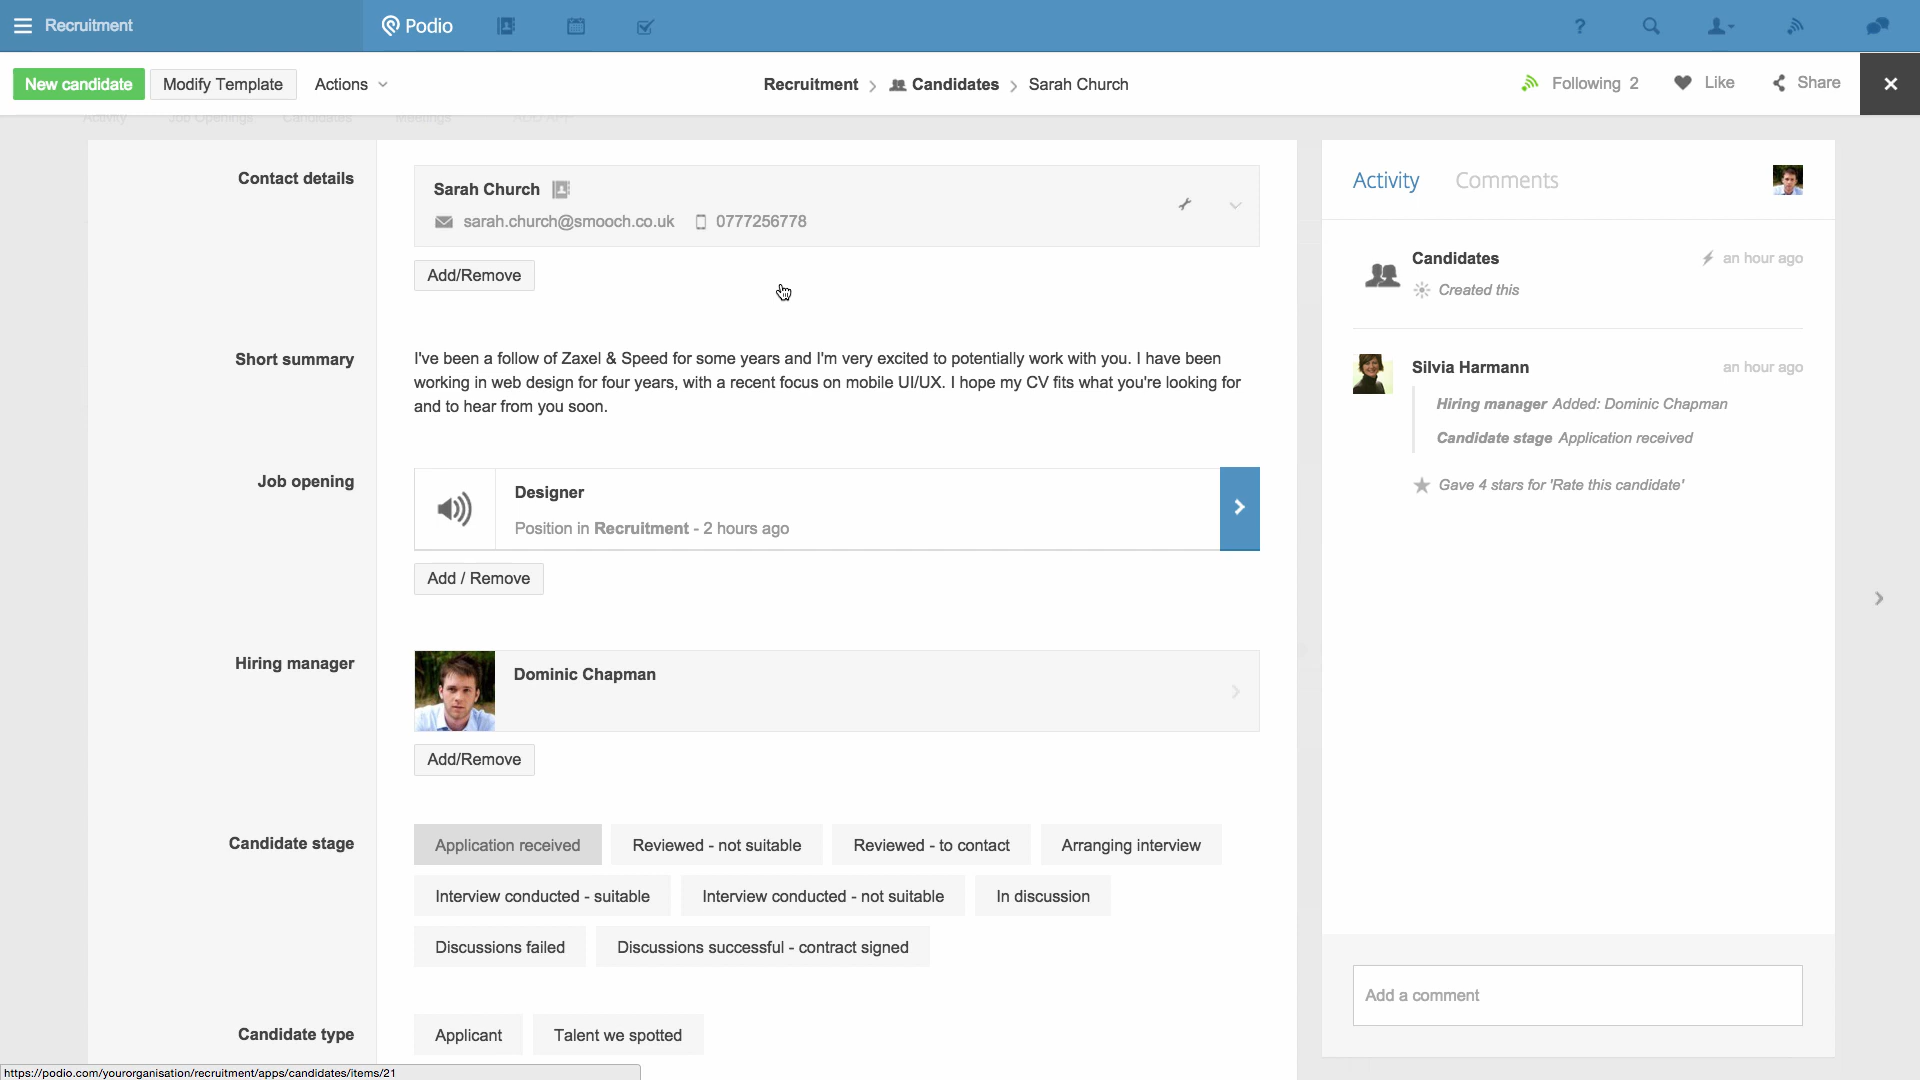 Recruitment
Podio
New candidate
Modify Template
Actions
Recruitment
Candidates
Sarah Church
Following 2
Like
Share
Activity
Job Openings
Candidates
Meetings
ADD APP
Contact details
Sarah Church
sarah.church@smooch.co.uk
0777256778
Add/Remove
Short summary
I've been a follow of Zaxel & Speed for some years and I'm very excited to potentially work with you. I have been
working in web design for four years, with a recent focus on mobile UI/UX. I hope my CV fits what you're looking for
and to hear from you soon.
Job opening
Designer
Position in Recruitment - 2 hours ago
Add / Remove
Hiring manager
Dominic Chapman
Add/Remove
Candidate stage
Application received
Reviewed - not suitable
Reviewed - to contact
Arranging interview
Interview conducted - suitable
Interview conducted - not suitable
In discussion
Discussions failed
Discussions successful - contract signed
Candidate type
Applicant
Talent we spotted
Activity
Comments
Candidates
an hour ago
Created this
Silvia Harmann
an hour ago
Hiring manager Added: Dominic Chapman
Candidate stage Application received
Gave 4 stars for 'Rate this candidate'
Add a comment
https://podio.com/yourorganisation/recruitment/apps/candidates/items/21